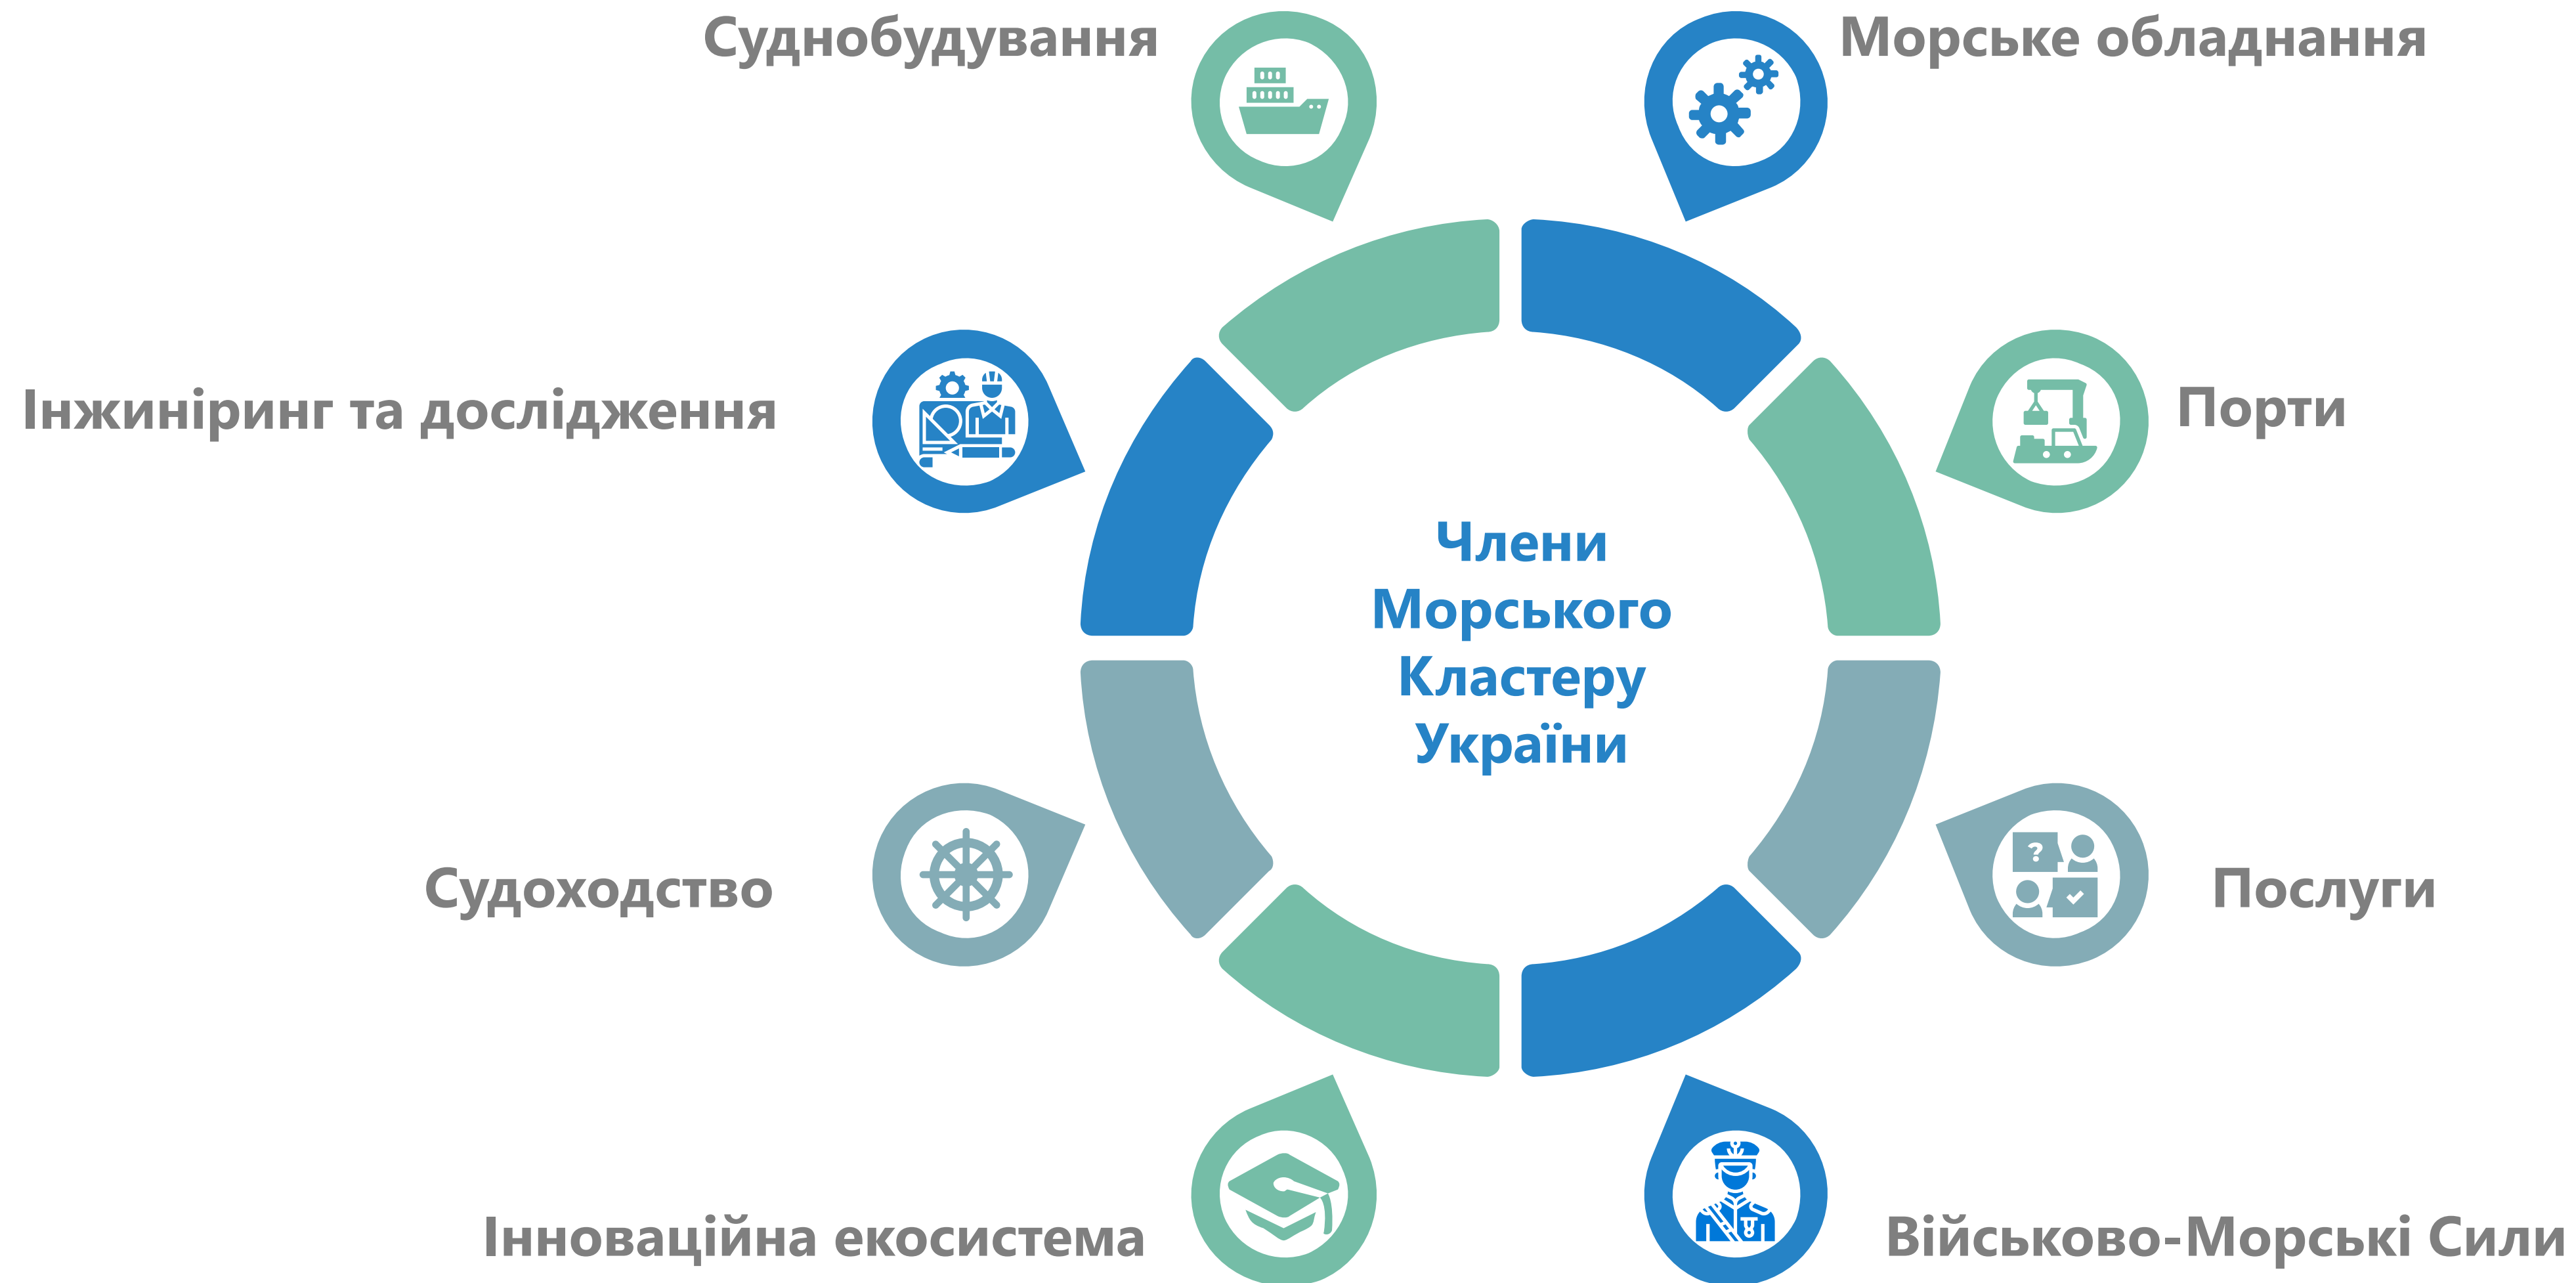 Суднобудування
Морське обладнання
Інжиніринг та дослідження
Порти
Члени
Морського
Кластеру
України
Судоходство
?
Послуги
Інноваційна екосистема
Військово-Морські Сили